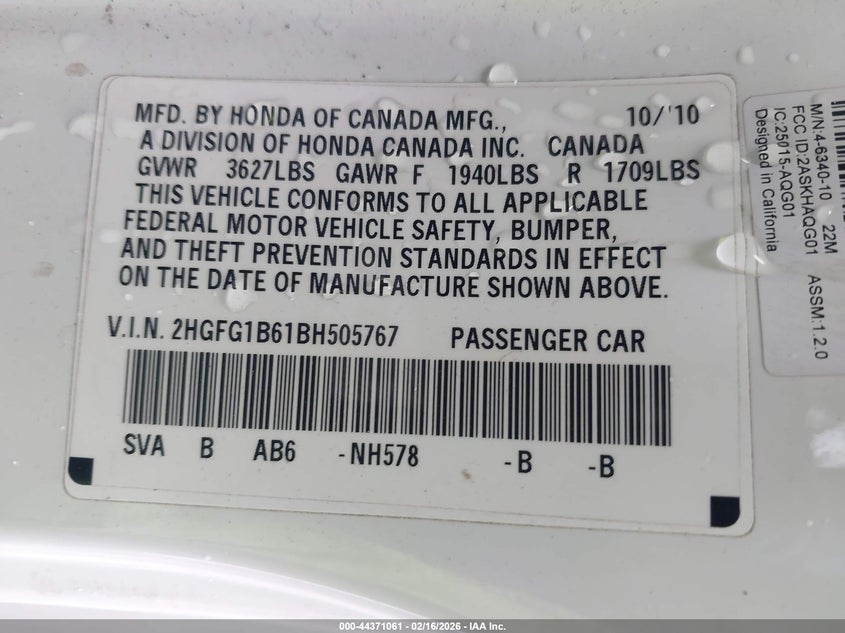 MFD. BY HONDA OF CANADA MFG., 10/'10
A DIVISION OF HONDA CANADA INC. CANADA
GVWR 3627LBS GAWR F 1940LBS R 1709LBS
THIS VEHICLE CONFORMS TO ALL APPLICABLE
FEDERAL MOTOR VEHICLE SAFETY, BUMPER,
AND THEFT PREVENTION STANDARDS IN EFFECT
ON THE DATE OF MANUFACTURE SHOWN ABOVE.
V.I.N. 2HGFG1B61BH505767 PASSENGER CAR
SVA B AB6 -NH578 -B -B
M/N:4-6340-10 22M
FCC ID:2ASKHAQG01 ASSM:1.2.0
IC:25015-AQG01
Designed in California
000-44371061 - 02/16/2026 - IAA Inc.